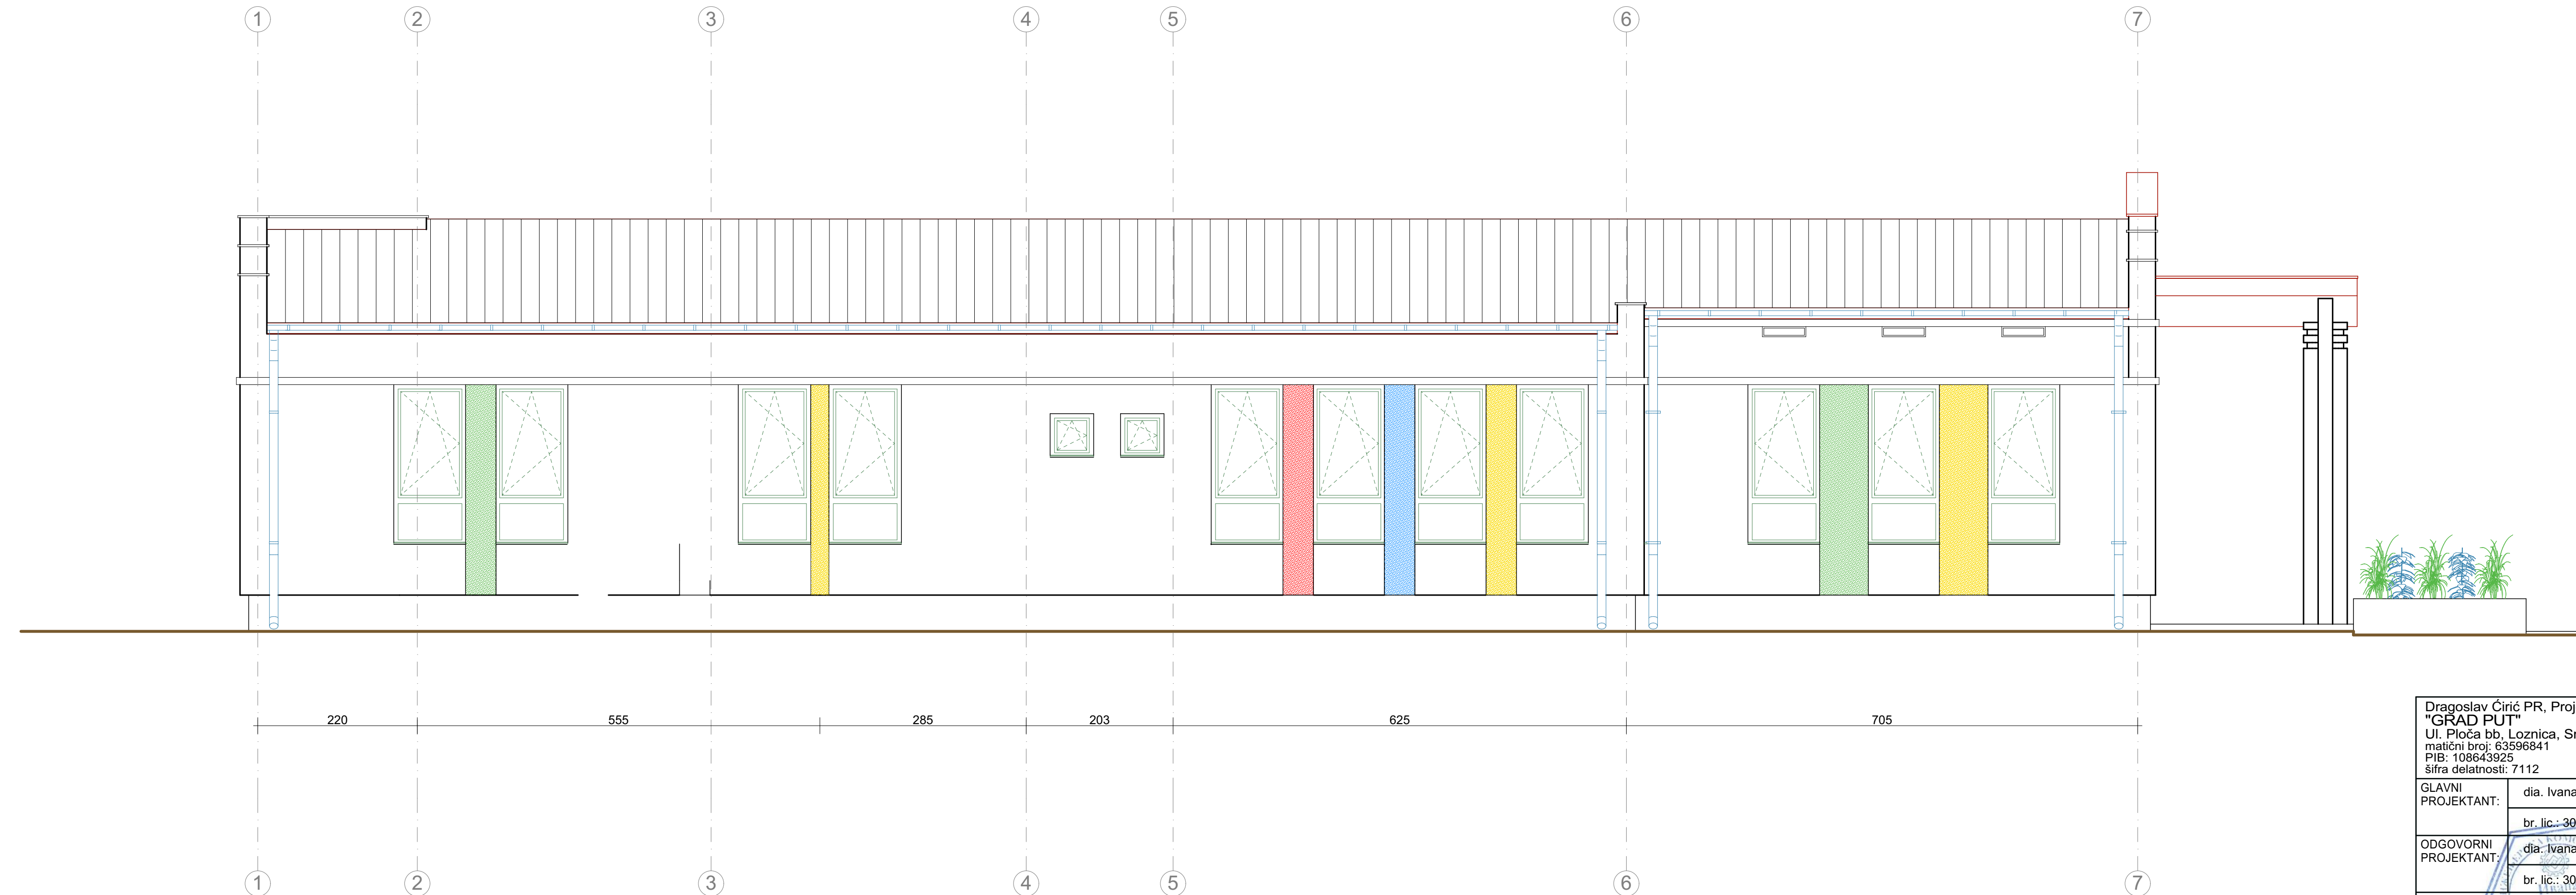 1 2 3 4 5 6 7
220 555 285 203 625 705
Dragoslav Ćirić PR, Proj
"GRAD PUT"
Ul. Ploča bb, Loznica, Sr
matični broj: 63596841
PIB: 108643925
šifra delatnosti: 7112
GLAVNI
PROJEKTANT:
dia. Ivana
br. lic.: 30
ODGOVORNI
PROJEKTANT:
dia. Ivana
br. lic.: 30
1 2 3 4 5 6 7